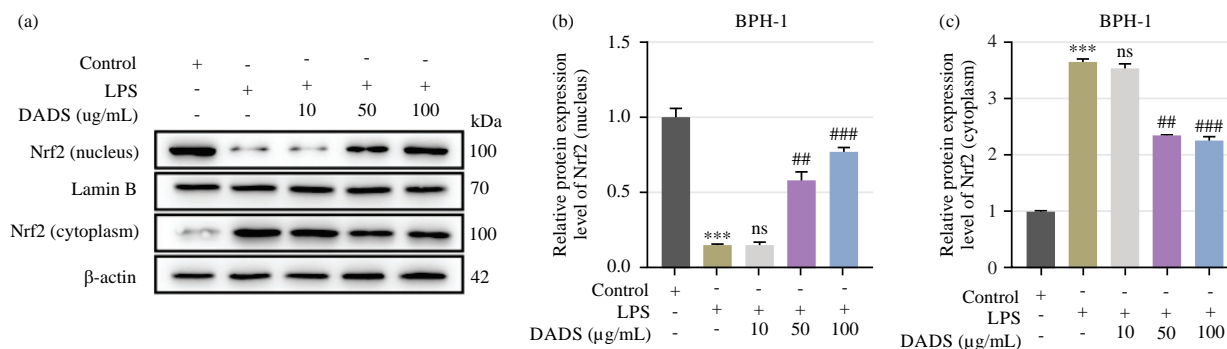 (a)
Control + - - - -
LPS - + + + +
DADS (ug/mL) - - 10 50 100
kDa
Nrf2 (nucleus) 100
Lamin B 70
Nrf2 (cytoplasm) 100
β-actin 42
(b)
BPH-1
Relative protein expression
level of Nrf2 (nucleus)
1.5
1.0
0.5
0.0
*** ns ## ###
Control + - - - -
LPS - + + + +
DADS (µg/mL) - - 10 50 100
(c)
BPH-1
Relative protein expression
level of Nrf2 (cytoplasm)
4
3
2
1
0
*** ns ## ###
Control + - - - -
LPS - + + + +
DADS (µg/mL) - - 10 50 100